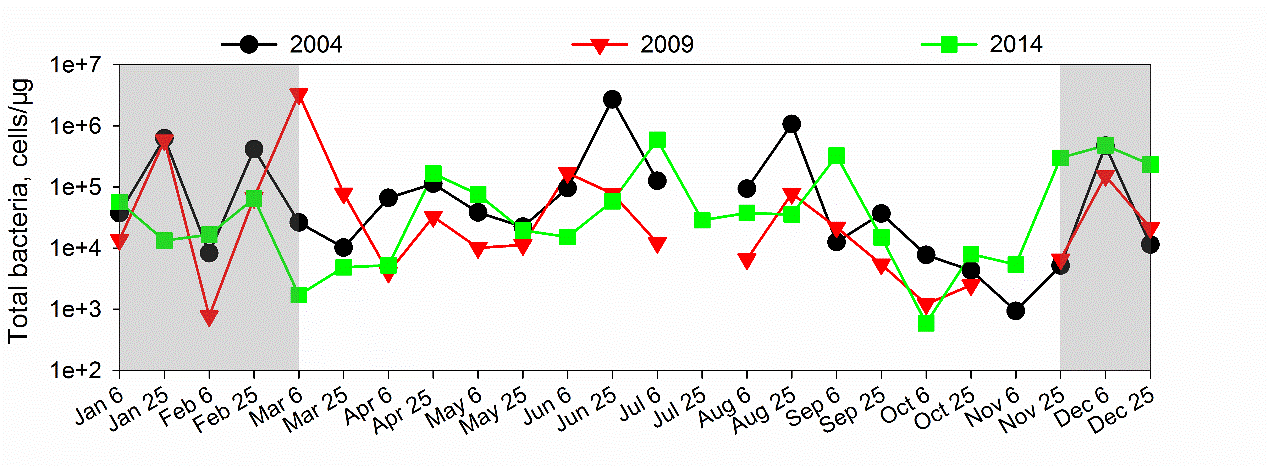 2004 2009 2014
Total bacteria, cells/µg
1e+7
1e+6
1e+5
1e+4
1e+3
1e+2
Jan 6 Jan 25 Feb 6 Feb 25 Mar 6 Mar 25 Apr 6 Apr 25 May 6 May 25 Jun 6 Jun 25 Jul 6 Jul 25 Aug 6 Aug 25 Sep 6 Sep 25 Oct 6 Oct 25 Nov 6 Nov 25 Dec 6 Dec 25